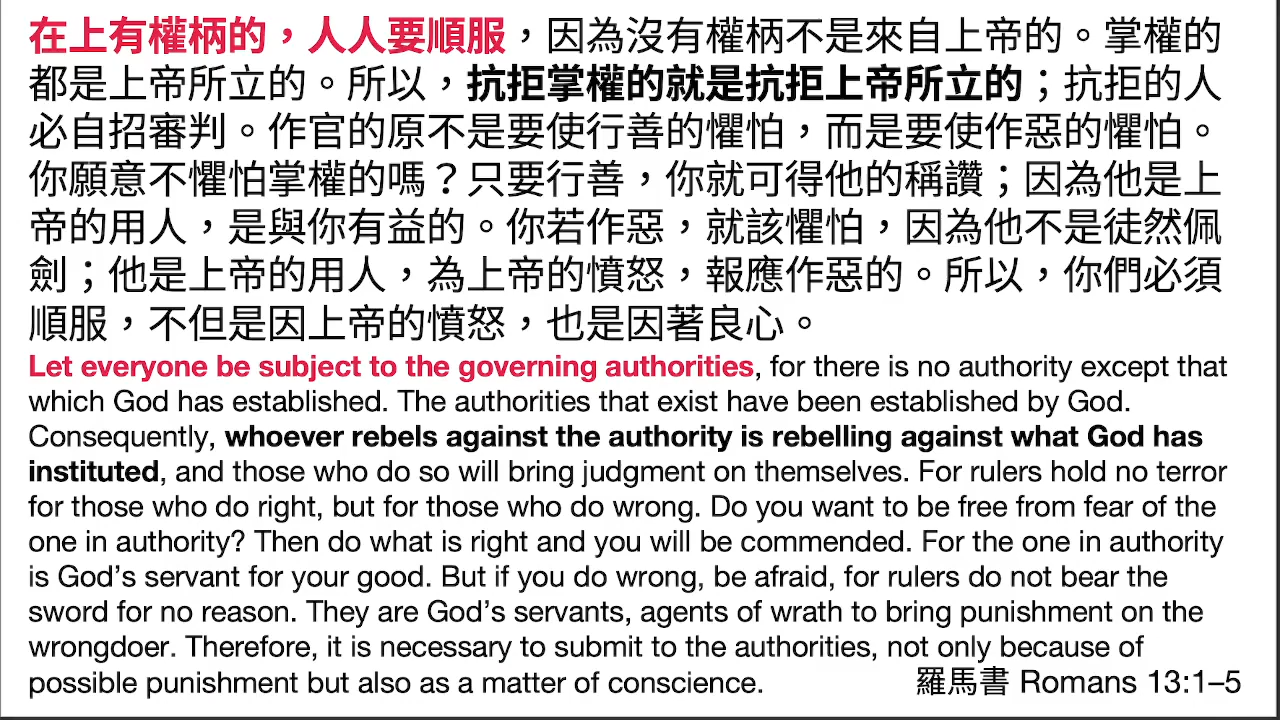 在上有權柄的，人人要順服，因為沒有權柄不是來自上帝的。掌權的
都是上帝所立的。所以，抗拒掌權的就是抗拒上帝所立的；抗拒的人
必自招審判。作官的原不是要使行善的懼怕，而是要使作惡的懼怕。
你願意不懼怕掌權的嗎？只要行善，你就可得他的稱讚；因為他是上
帝的用人，是與你有益的。你若作惡，就該懼怕，因為他不是徒然佩
劍；他是上帝的用人，為上帝的憤怒，報應作惡的。所以，你們必須
順服，不但是因上帝的憤怒，也是因著良心。
Let everyone be subject to the governing authorities, for there is no authority except that
which God has established. The authorities that exist have been established by God.
Consequently, whoever rebels against the authority is rebelling against what God has
instituted, and those who do so will bring judgment on themselves. For rulers hold no terror
for those who do right, but for those who do wrong. Do you want to be free from fear of the
one in authority? Then do what is right and you will be commended. For the one in authority
is God’s servant for your good. But if you do wrong, be afraid, for rulers do not bear the
sword for no reason. They are God’s servants, agents of wrath to bring punishment on the
wrongdoer. Therefore, it is necessary to submit to the authorities, not only because of
possible punishment but also as a matter of conscience.
羅馬書 Romans 13:1–5